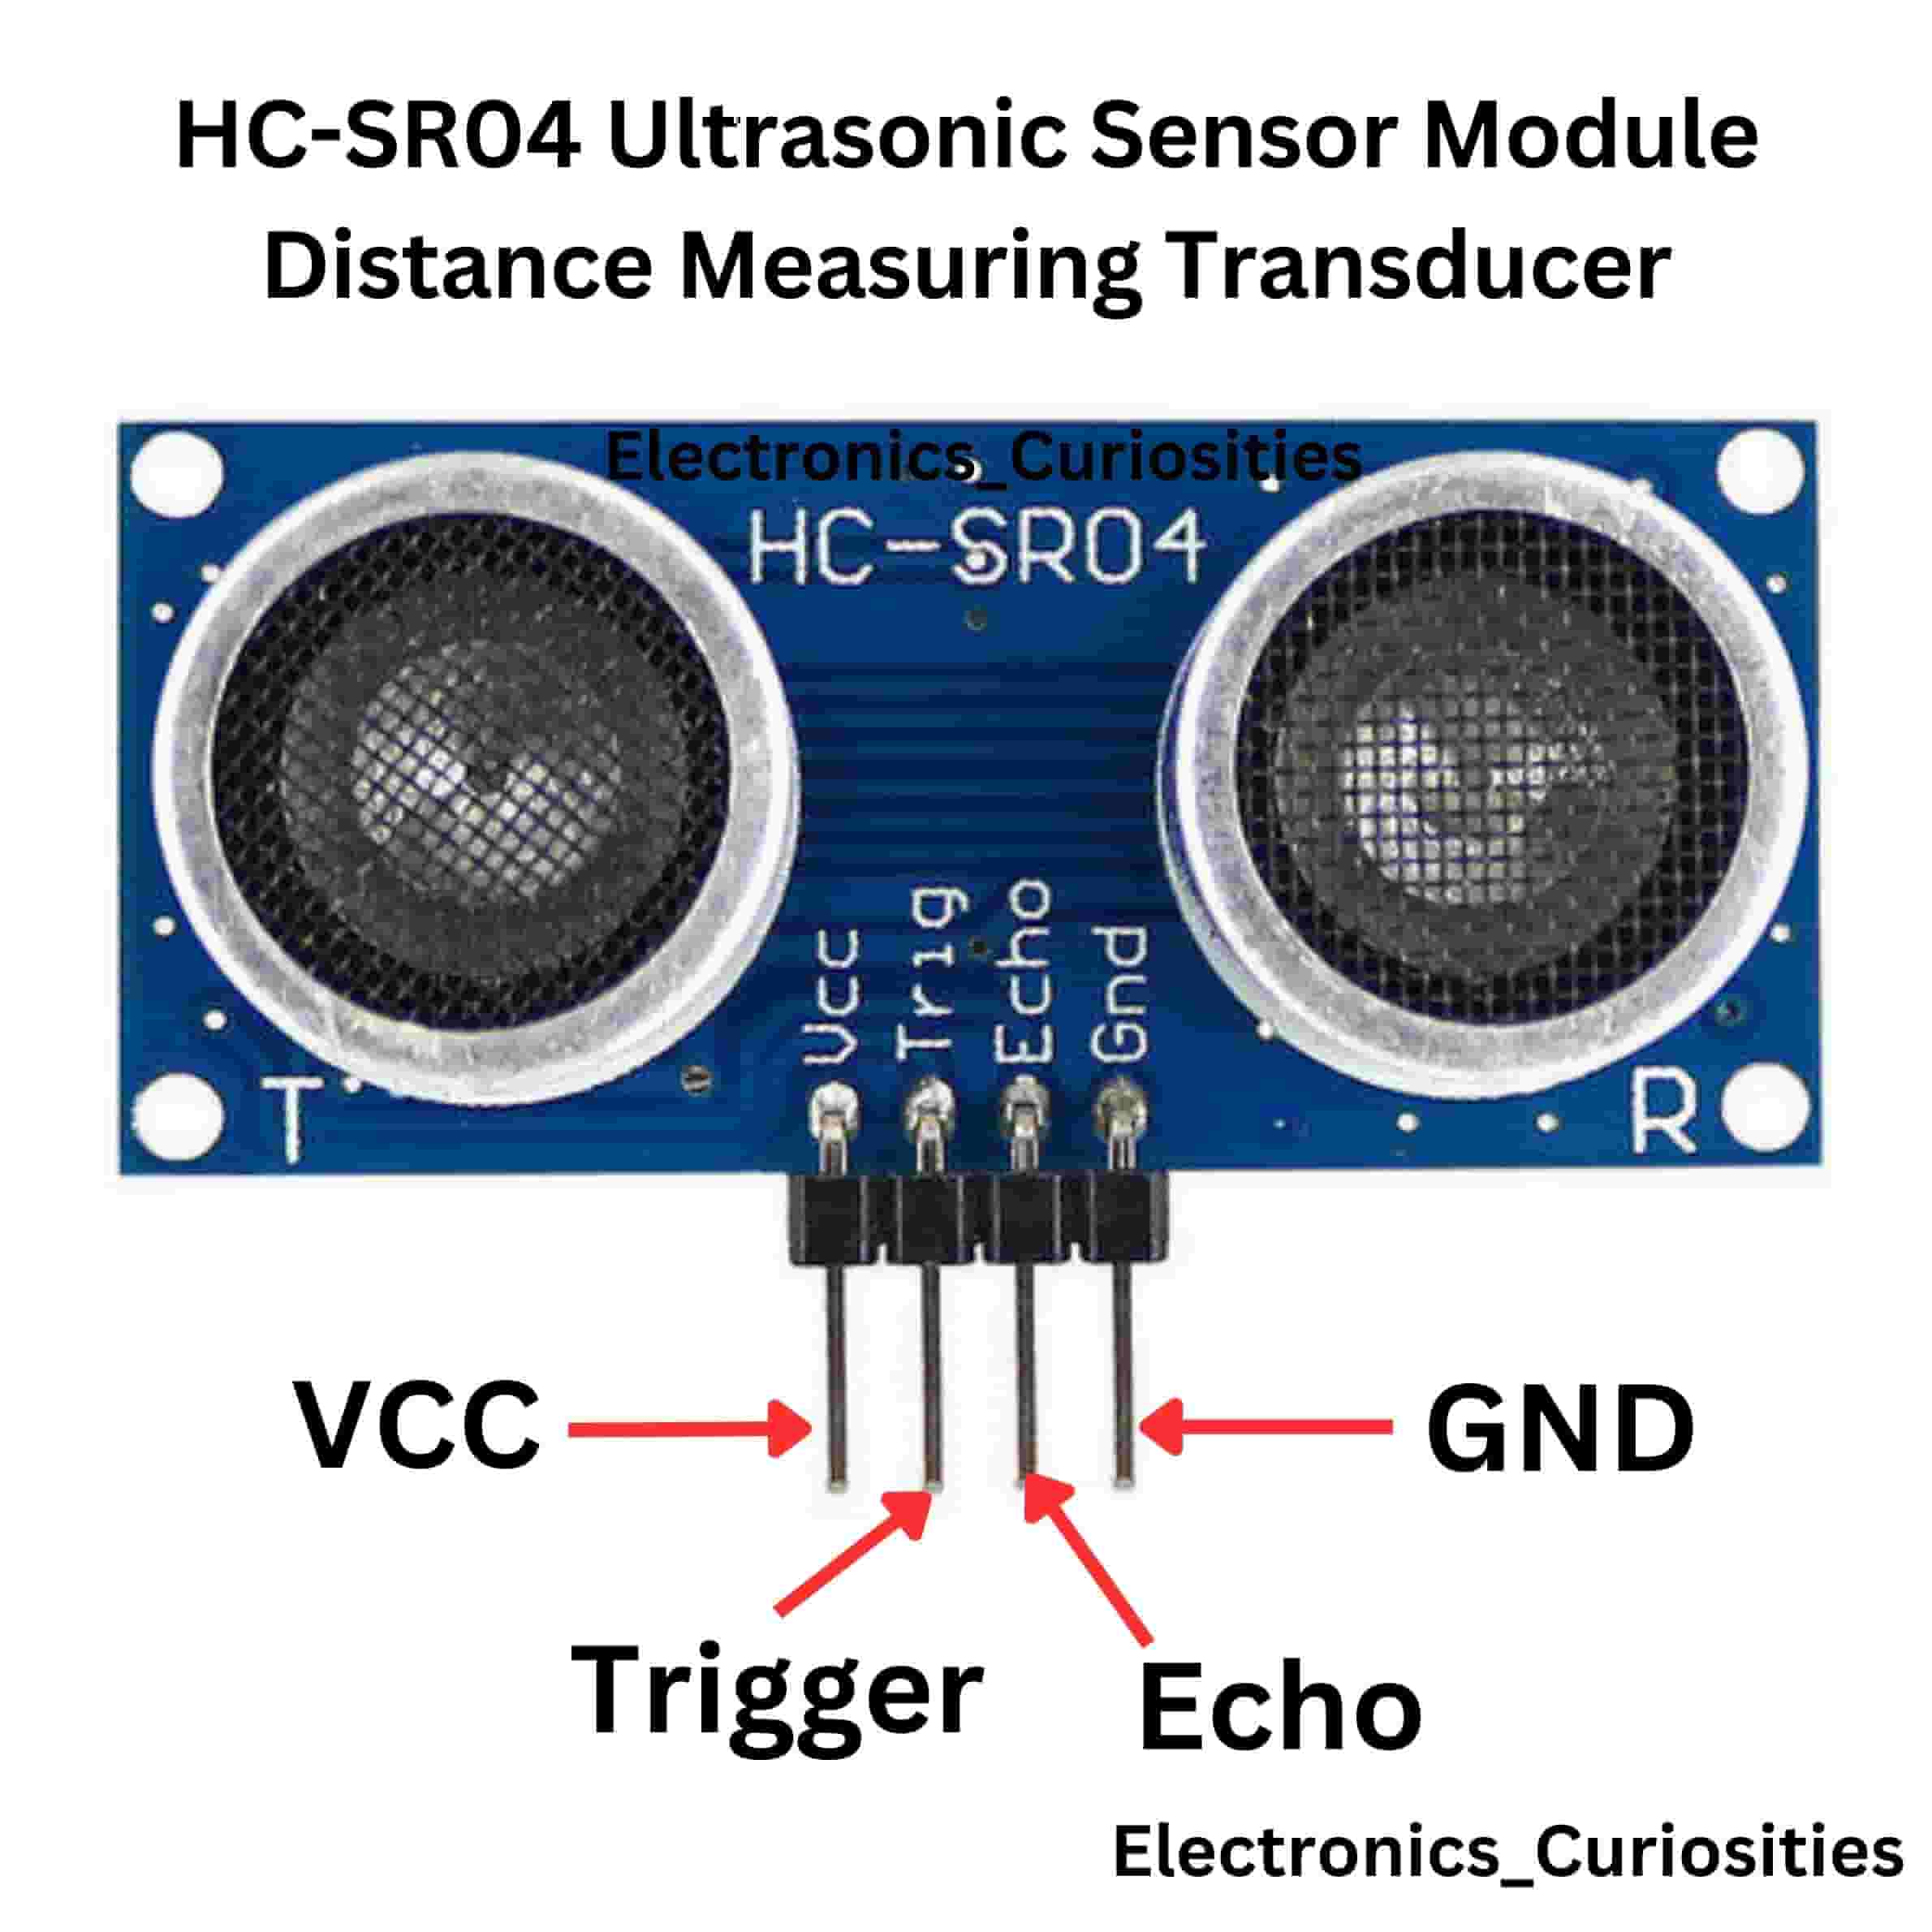 HC-SR04 Ultrasonic Sensor Module
Distance Measuring Transducer
Electronics_Curiosities
HC-SR04
Vcc
Trig
Echo
Gnd
T
R
VCC
GND
Trigger
Echo
Electronics_Curiosities